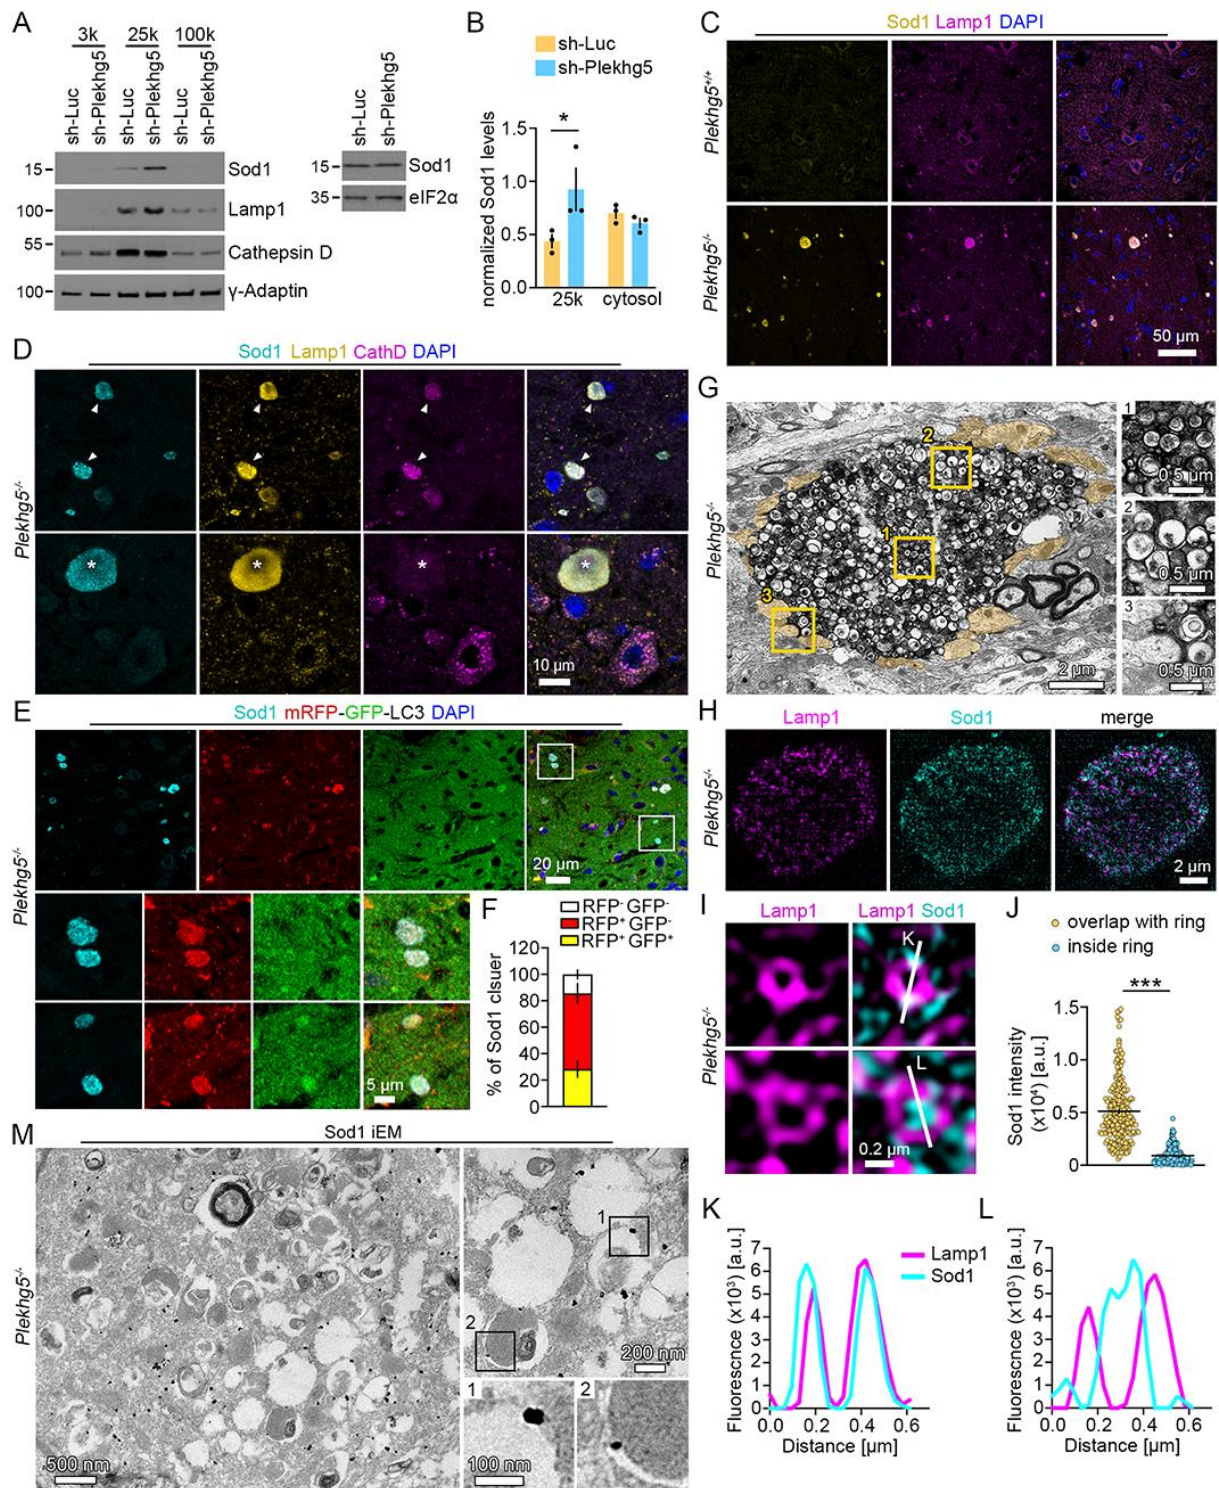 A
3k 25k 100k
sh-Luc
sh-Plekhg5
sh-Luc
sh-Plekhg5
sh-Luc
sh-Plekhg5
15 Sod1
100 Lamp1
55 Cathepsin D
100 γ-Adaptin
sh-Luc
sh-Plekhg5
15 Sod1
35 eIF2α
B
sh-Luc
sh-Plekhg5
normalized Sod1 levels
1.5
*
1.0
0.5
0.0
25k cytosol
C
Sod1 Lamp1 DAPI
Plekhg5+/+
Plekhg5-/-
50 µm
D
Sod1 Lamp1 CathD DAPI
Plekhg5-/-
* * * *
10 µm
E
Sod1 mRFP-GFP-LC3 DAPI
Plekhg5-/-
20 µm
5 µm
F
RFP- GFP-
RFP+ GFP-
RFP+ GFP+
% of Sod1 clsuer
120
100
80
60
40
20
0
G
Plekhg5-/-
2
1
3
2 µm
1
0.5 µm
2
0.5 µm
3
0.5 µm
H
Lamp1 Sod1 merge
Plekhg5-/-
2 µm
I
Lamp1 Lamp1 Sod1
Plekhg5-/-
K
L
0.2 µm
J
overlap with ring
inside ring
***
Sod1 intensity
(x10⁴) [a.u.]
1.5
1.0
0.5
0
K
Fluorescnce (x10³) [a.u.]
7
6
5
4
3
2
1
0
0.0 0.2 0.4 0.6
Distance [µm]
Lamp1
Sod1
L
Fluorescnce (x10³) [a.u.]
7
6
5
4
3
2
1
0
0.0 0.2 0.4 0.6
Distance [µm]
M
Sod1 iEM
Plekhg5-/-
500 nm
1
2
200 nm
1
100 nm
2